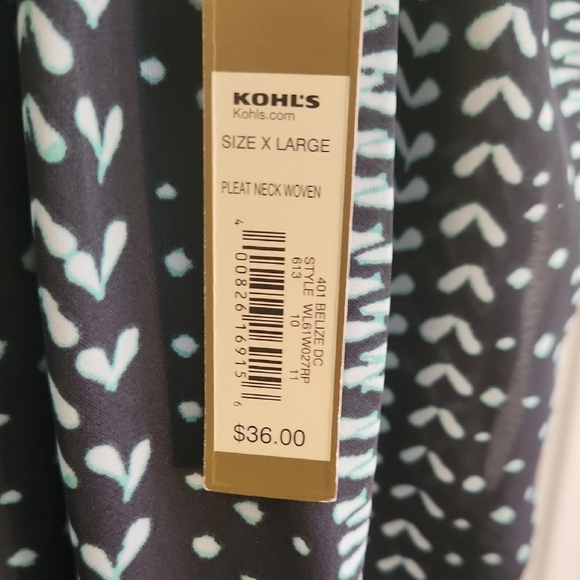 KOHL'S
Kohls.com
SIZE X LARGE
PLEAT NECK WOVEN
401 BELIZE DC
STYLE WL61W027RP
613 10 11
4 00826 16915 6
$36.00